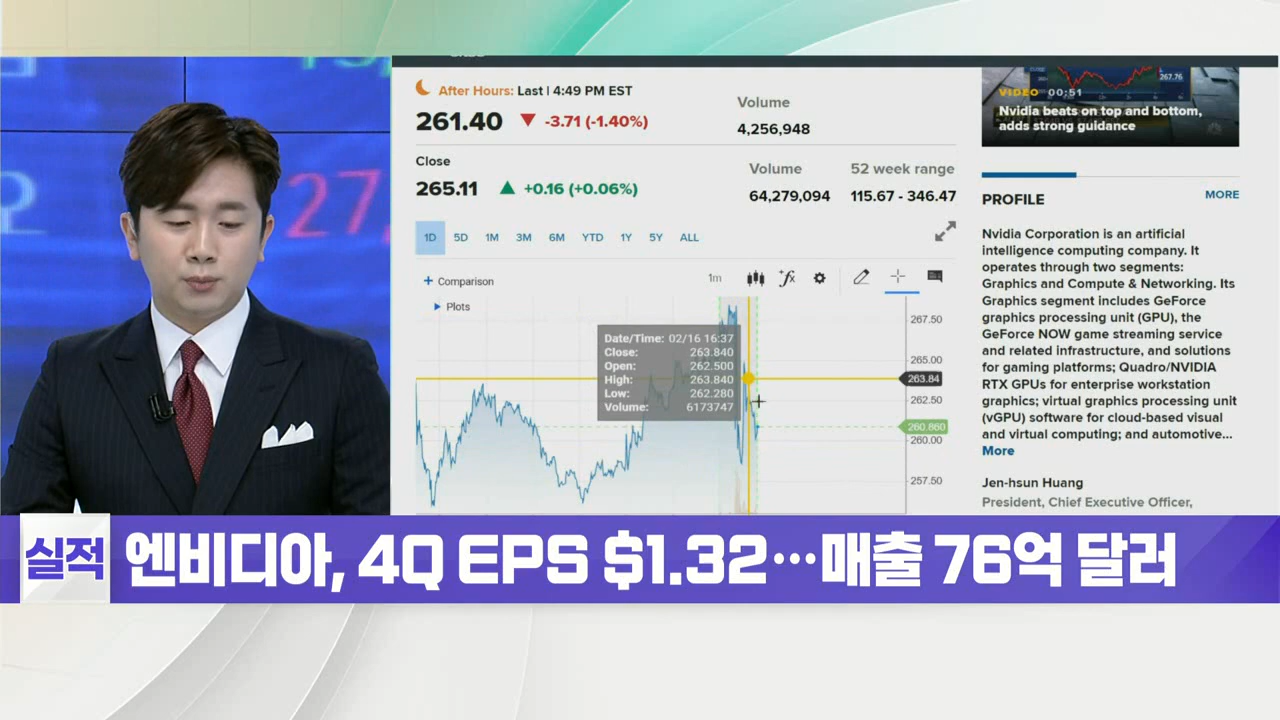 After Hours: Last | 4:49 PM EST
261.40 ▼ -3.71 (-1.40%)
Volume
4,256,948
Close
265.11 ▲ +0.16 (+0.06%)
Volume
64,279,094
52 week range
115.67 - 346.47
1D 5D 1M 3M 6M YTD 1Y 5Y ALL
+ Comparison
1m
▶ Plots
Date/Time: 02/16 16:37
Close: 263.840
Open: 262.500
High: 263.840
Low: 262.280
Volume: 6173747
267.50
265.00
263.84
262.50
260.860
260.00
257.50
267.76
VIDEO 00:51
Nvidia beats on top and bottom,
adds strong guidance
PROFILE
MORE
Nvidia Corporation is an artificial
intelligence computing company. It
operates through two segments:
Graphics and Compute & Networking. Its
Graphics segment includes GeForce
graphics processing unit (GPU), the
GeForce NOW game streaming service
and related infrastructure, and solutions
for gaming platforms; Quadro/NVIDIA
RTX GPUs for enterprise workstation
graphics; virtual graphics processing unit
(vGPU) software for cloud-based visual
and virtual computing; and automotive...
More
Jen-hsun Huang
President, Chief Executive Officer,
27,
실적
엔비디아, 4Q EPS $1.32…매출 76억 달러